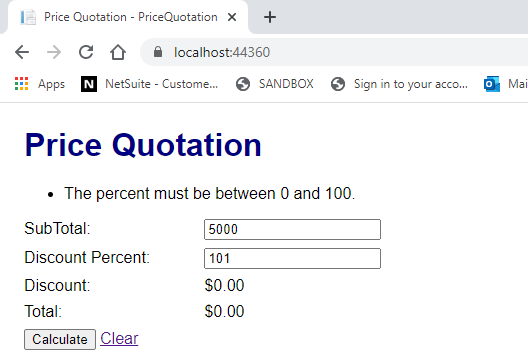 Price Quotation - PriceQuotation
localhost:44360
Apps N NetSuite - Custome... SANDBOX Sign in to your acco... Mai
Price Quotation
• The percent must be between 0 and 100.
SubTotal: 5000
Discount Percent: 101
Discount: $0.00
Total: $0.00
Calculate Clear